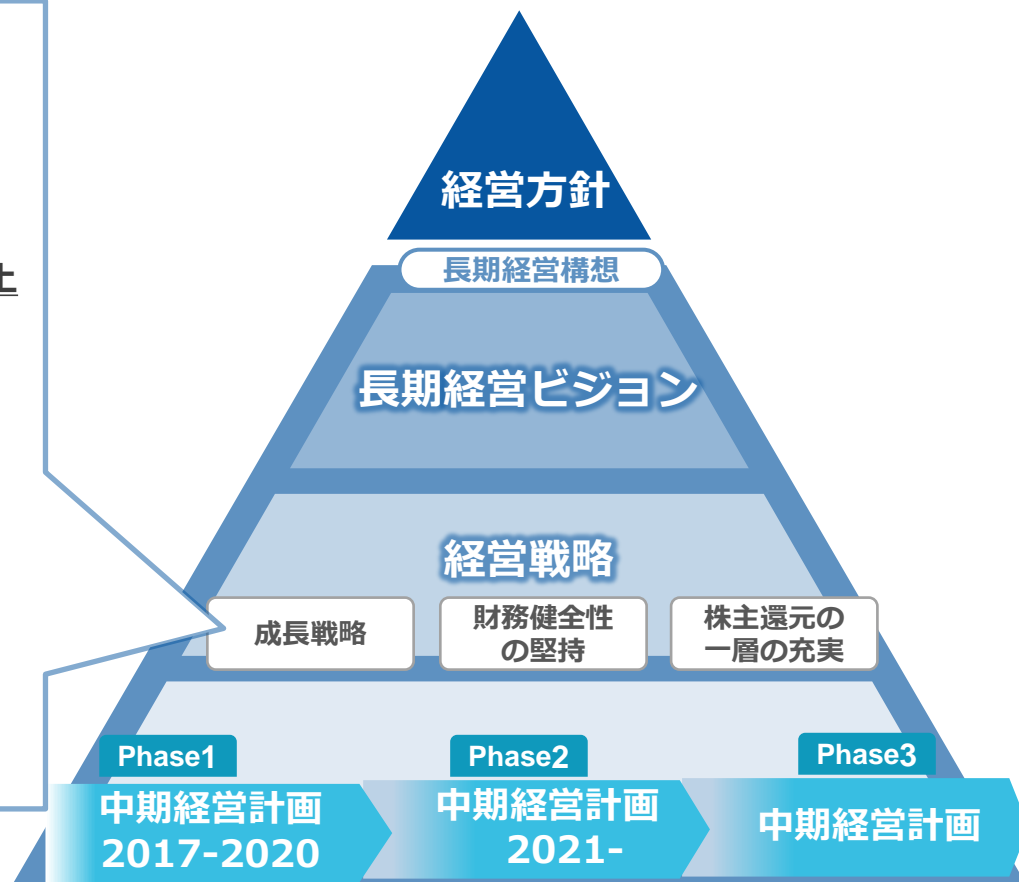 経営方針
長期経営構想
上
長期経営ビジョン
経営戦略
成長戦略
財務健全性
の堅持
株主還元の
一層の充実
Phase1
Phase2
Phase3
中期経営計画
2017-2020
中期経営計画
2021-
中期経営計画